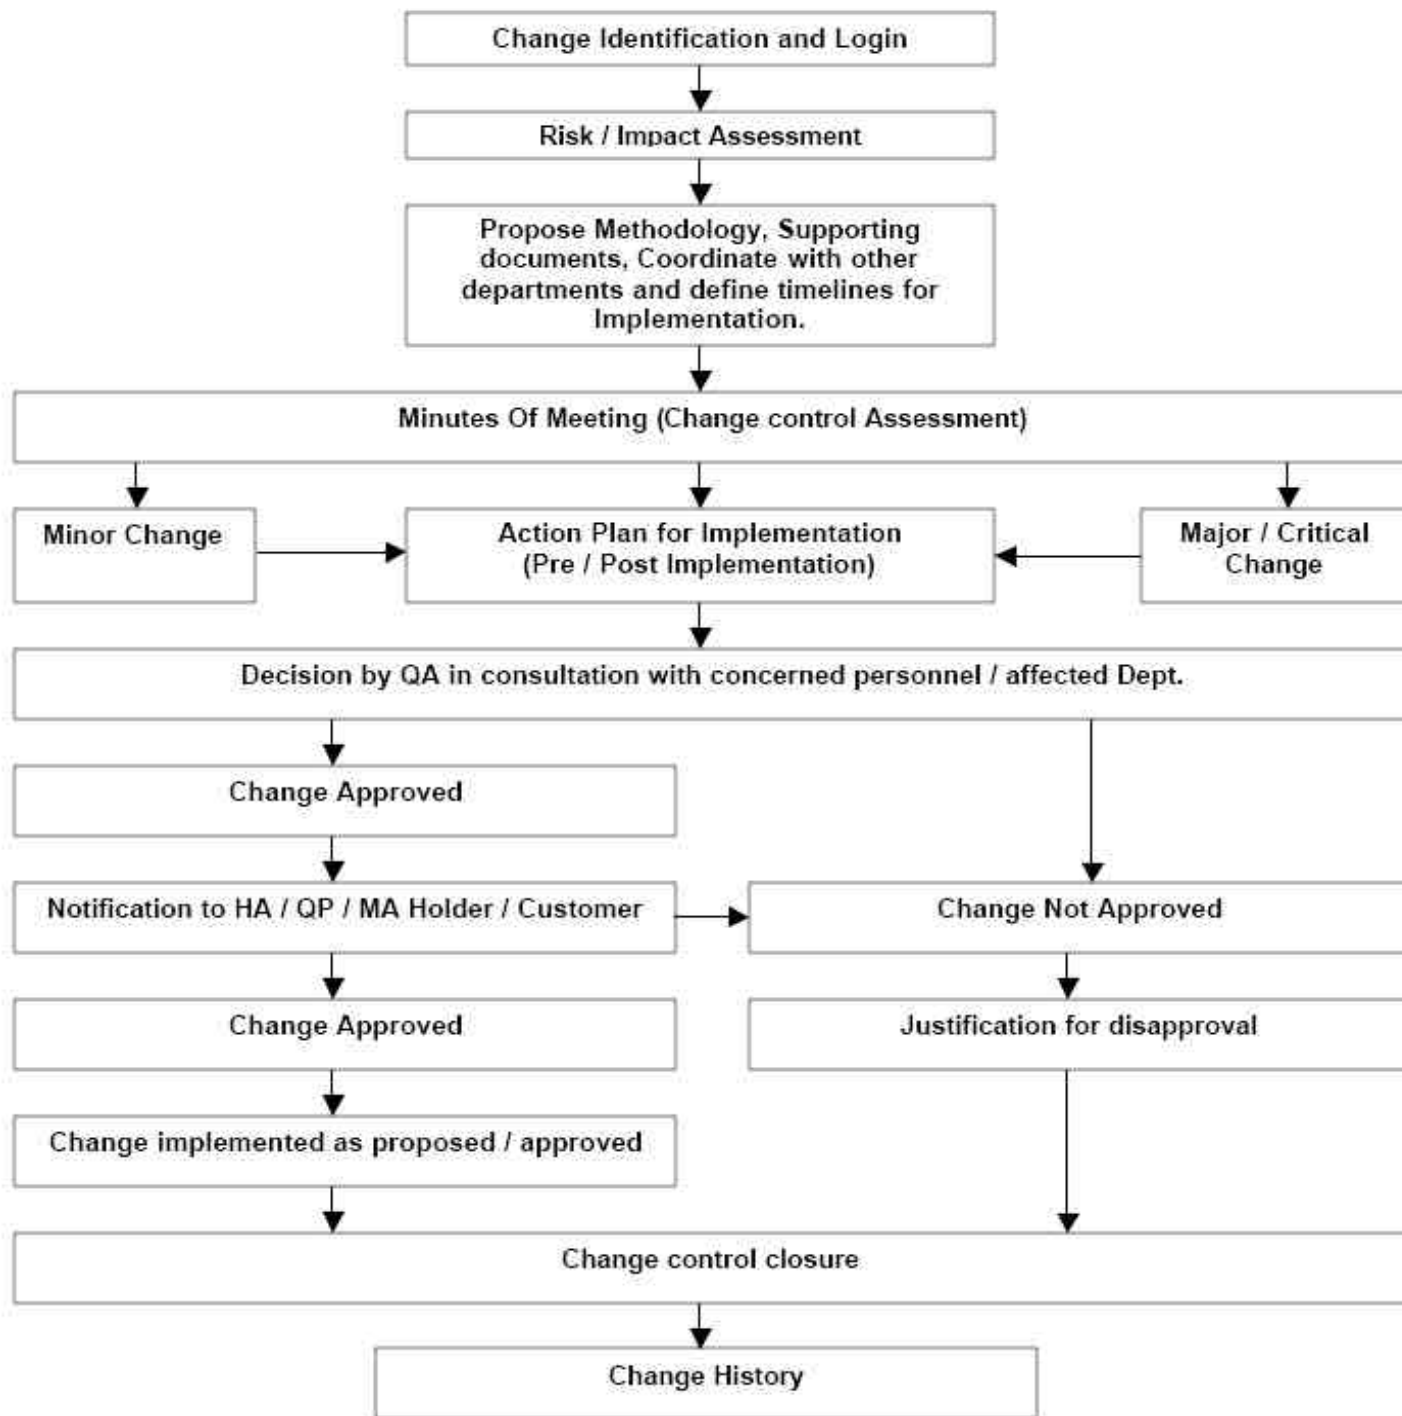 Change Identification and Login
Risk / Impact Assessment
Propose Methodology, Supporting
documents, Coordinate with other
departments and define timelines for
Implementation.
Minutes Of Meeting (Change control Assessment)
Minor Change
Action Plan for Implementation
(Pre / Post Implementation)
Major / Critical
Change
Decision by QA in consultation with concerned personnel / affected Dept.
Change Approved
Notification to HA / QP / MA Holder / Customer
Change Not Approved
Change Approved
Justification for disapproval
Change implemented as proposed / approved
Change control closure
Change History